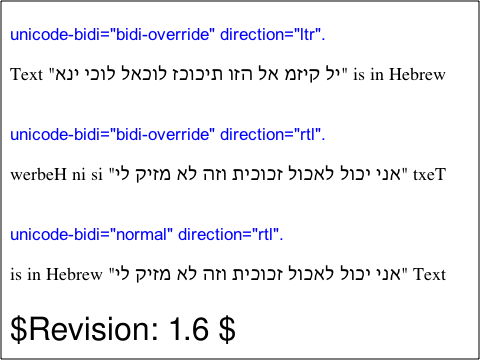 unicode-bidi="bidi-override" direction="ltr".
Text "יל קיזמ אל הזו תיכוכז לוכאל לוכי ינא" is in Hebrew
unicode-bidi="bidi-override" direction="rtl".
werbeH ni si "אני יכול לאכול זכוכית וזה לא מזיק לי" txeT
unicode-bidi="normal" direction="rtl".
is in Hebrew "אני יכול לאכול זכוכית וזה לא מזיק לי" Text
$Revision: 1.6 $